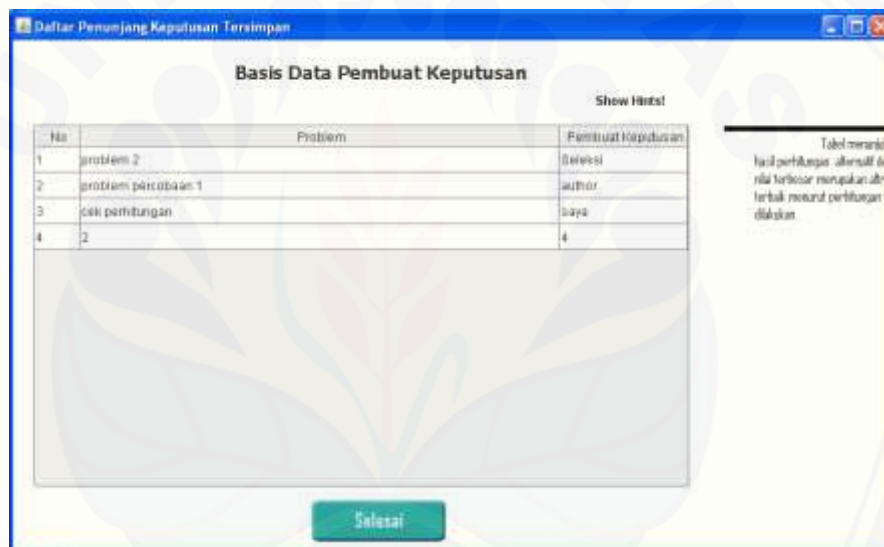 Daftar Penunjang Keputusan Tersimpan
Basis Data Pembuat Keputusan
Show Hints!
No Problem Pembuat Keputusan
1 problem 2 Seleksi
2 problem percobaan 1 author
3 cek perhitungan saya
4 2 4
Tabel
hasil perhitungan alternatif
nilai terbesar merupakan
terbaik menurut perhitungan
dilakukan
Selesai